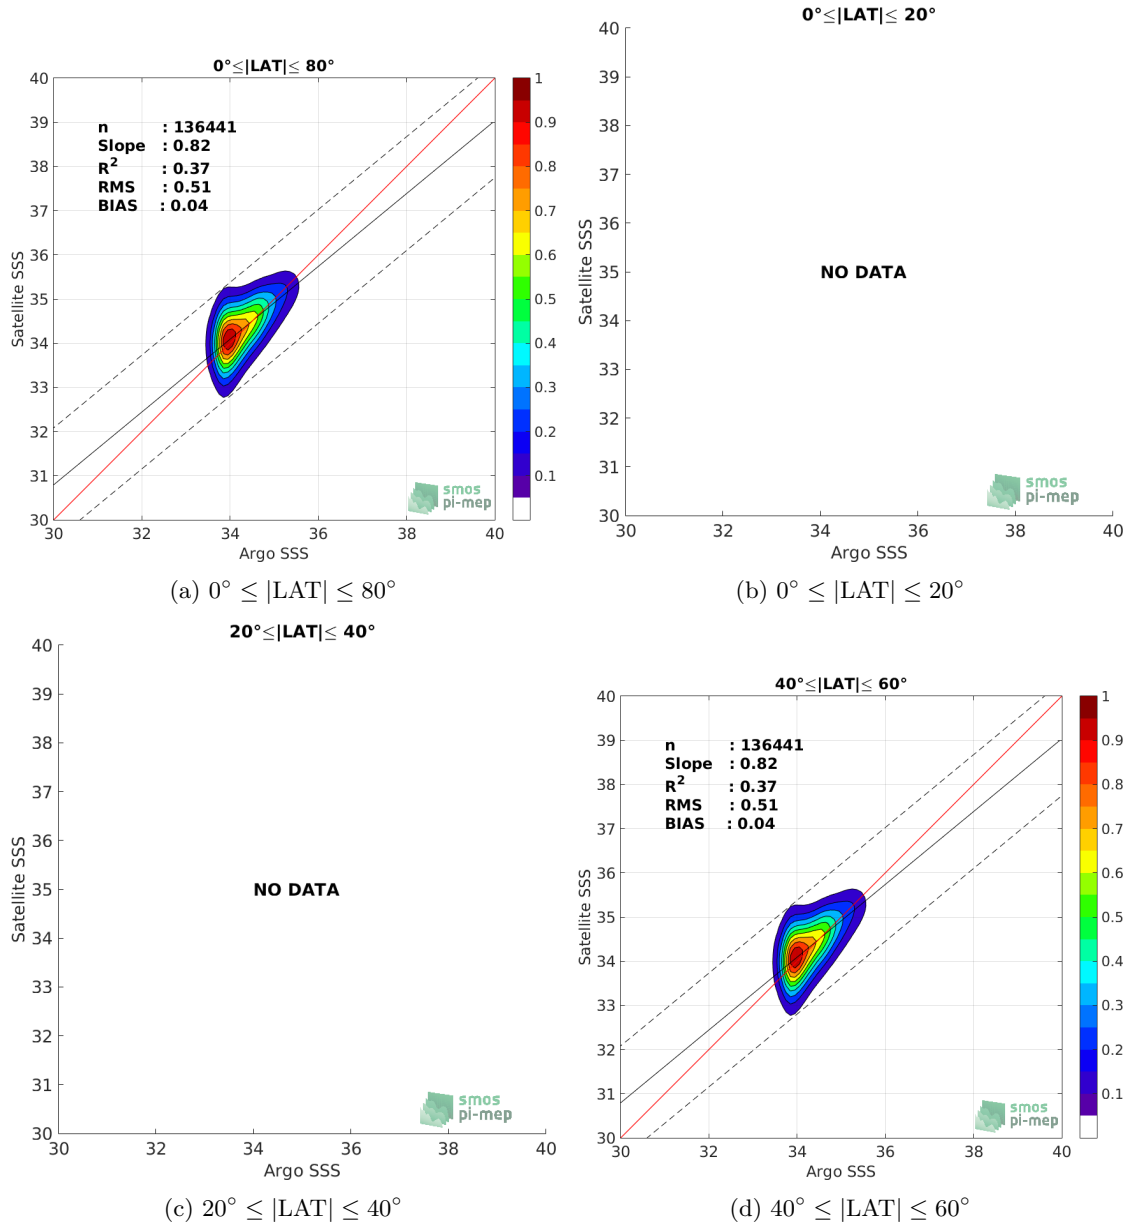 0°≤|LAT|≤ 80°
40
39
38
37
36
35
34
33
32
31
30
Satellite SSS
n : 136441
Slope : 0.82
R² : 0.37
RMS : 0.51
BIAS : 0.04
smos
pi-mep
30 32 34 36 38 40
Argo SSS
1
0.9
0.8
0.7
0.6
0.5
0.4
0.3
0.2
0.1
(a) 0° ≤ |LAT| ≤ 80°
0°≤|LAT|≤ 20°
40
39
38
37
36
35
34
33
32
31
30
Satellite SSS
NO DATA
smos
pi-mep
30 32 34 36 38 40
Argo SSS
(b) 0° ≤ |LAT| ≤ 20°
20°≤|LAT|≤ 40°
40
39
38
37
36
35
34
33
32
31
30
Satellite SSS
NO DATA
smos
pi-mep
30 32 34 36 38 40
Argo SSS
(c) 20° ≤ |LAT| ≤ 40°
40°≤|LAT|≤ 60°
40
39
38
37
36
35
34
33
32
31
30
Satellite SSS
n : 136441
Slope : 0.82
R² : 0.37
RMS : 0.51
BIAS : 0.04
smos
pi-mep
30 32 34 36 38 40
Argo SSS
1
0.9
0.8
0.7
0.6
0.5
0.4
0.3
0.2
0.1
(d) 40° ≤ |LAT| ≤ 60°